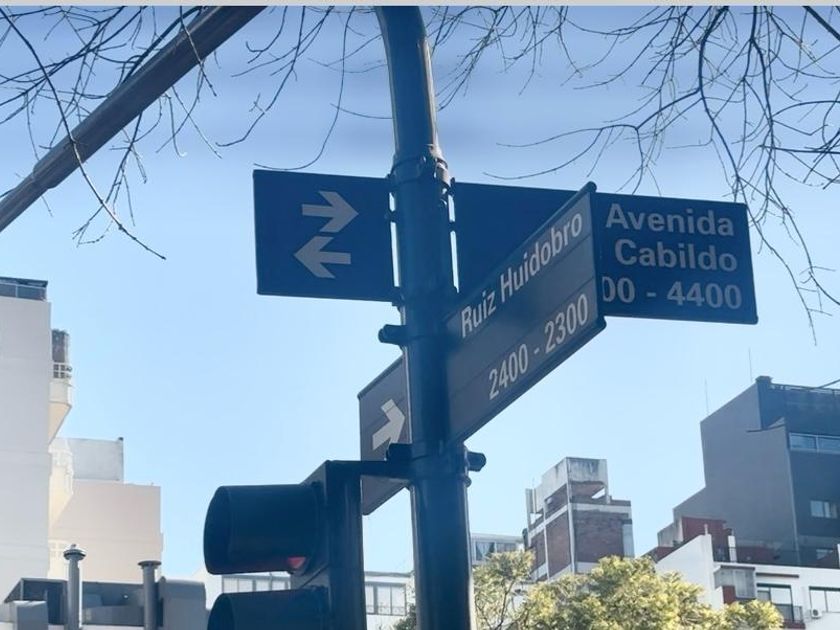 Avenida
Cabildo
00 - 4400
Ruiz Huidobro
2400 - 2300